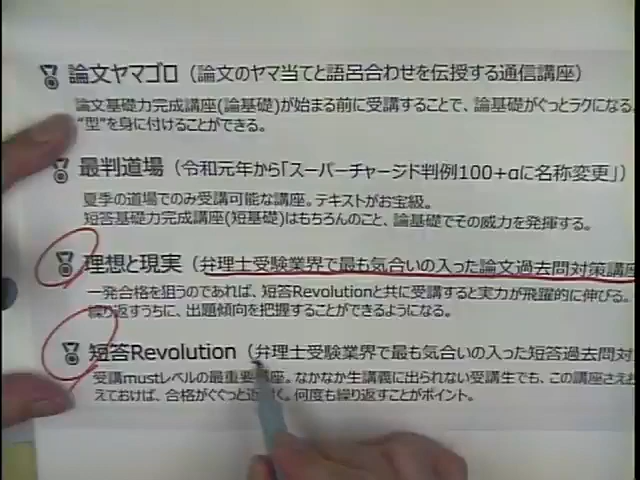 論文ヤマゴロ（論文のヤマ当てと語呂合わせを伝授する通信講座）
論文基礎力完成講座(論基礎)が始まる前に受講することで、論基礎がぐっとラクになる。
“型”を身に付けることができる。
最判道場（令和元年から「スーパーチャージド判例100+αに名称変更」）
夏季の道場でのみ受講可能な講座。テキストがお宝級。
短答基礎力完成講座(短基礎)はもちろんのこと、論基礎でその威力を発揮する。
理想と現実（弁理士受験業界で最も気合いの入った論文過去問対策講座
一発合格を狙うのであれば、短答Revolutionと共に受講すると実力が飛躍的に伸びる。
繰り返すうちに、出題傾向を把握することができるようになる。
短答Revolution（弁理士受験業界で最も気合いの入った短答過去問対
受講mustレベルの最重要講座。なかなか生講義に出られない受講生でも、この講座さえお
えておけば、合格がぐぐっと近 く。何度も繰り返すことがポイント。